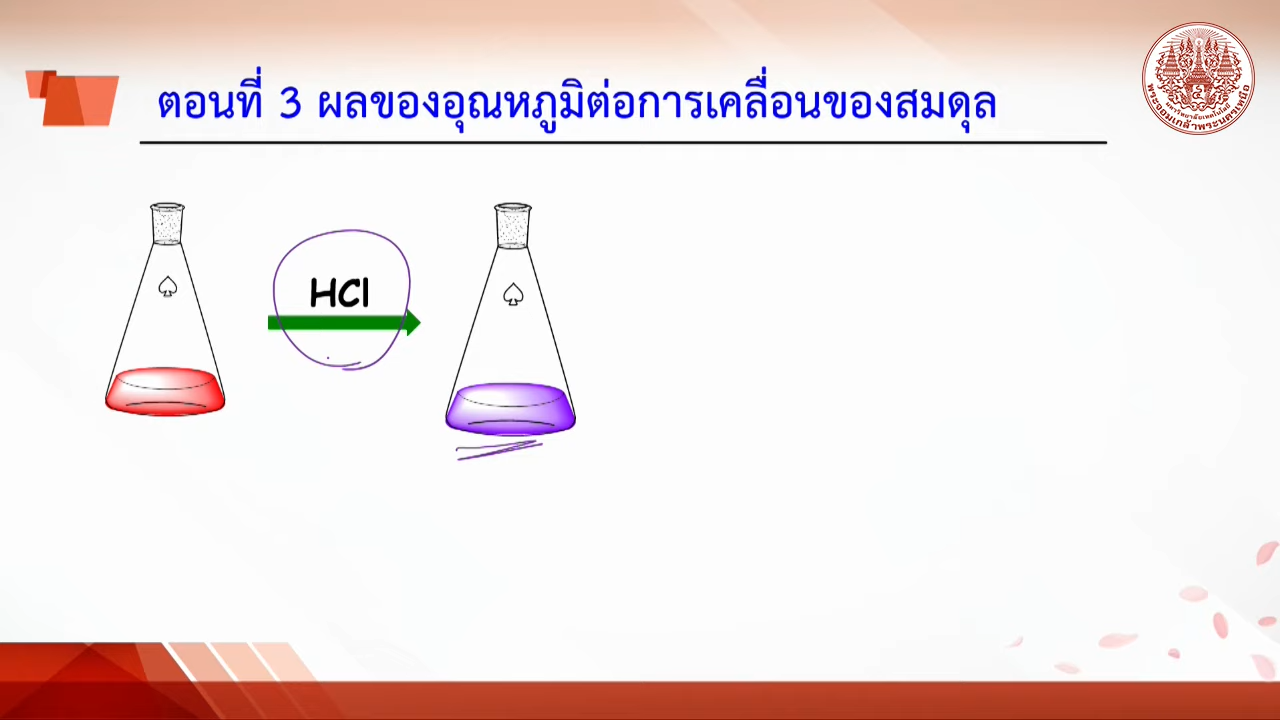 ตอนที่ 3 ผลของอุณหภูมิต่อการเคลื่อนของสมดุล
HCl